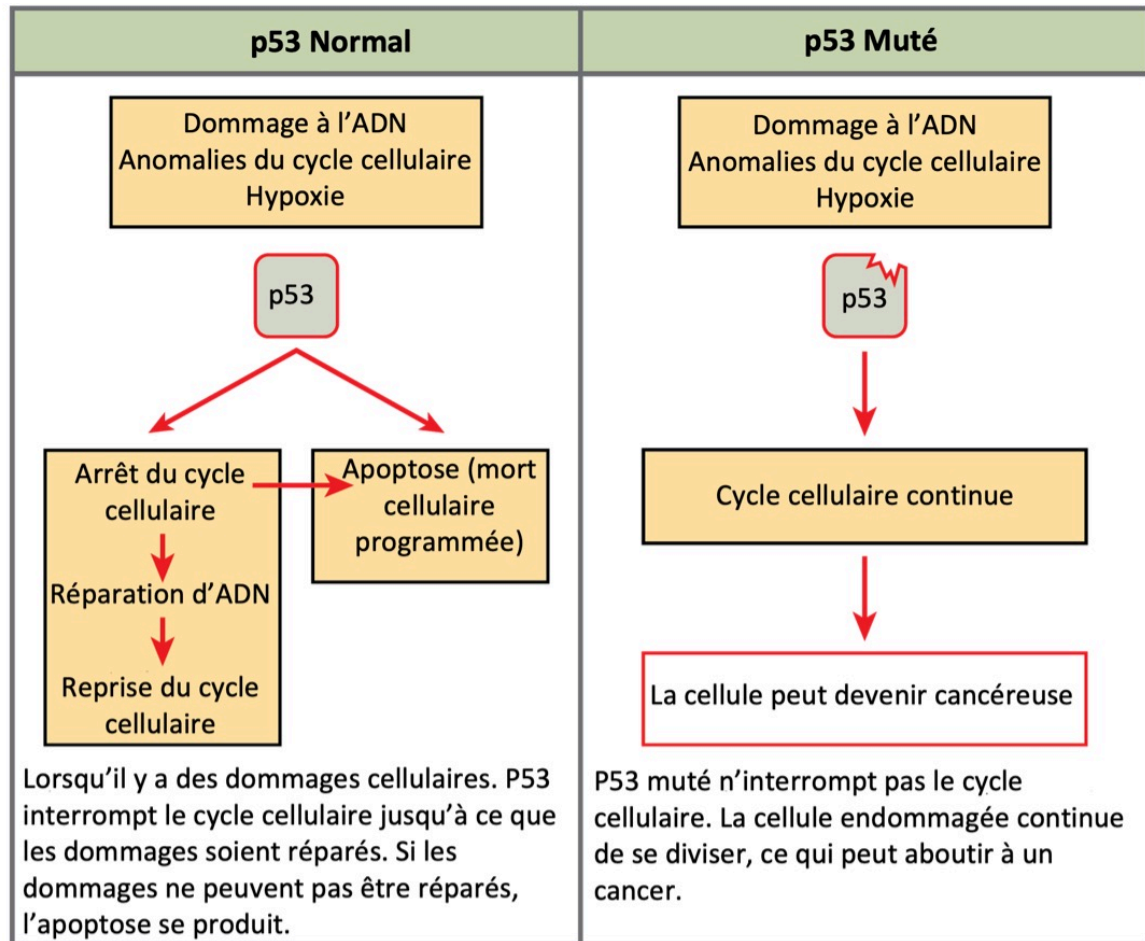 p53 Normal
Dommage à l’ADN
Anomalies du cycle cellulaire
Hypoxie
p53
Arrêt du cycle
cellulaire
Réparation d’ADN
Reprise du cycle
cellulaire
Apoptose (mort
cellulaire
programmée)
Lorsqu’il y a des dommages cellulaires. P53
interrompt le cycle cellulaire jusqu’à ce que
les dommages soient réparés. Si les
dommages ne peuvent pas être réparés,
l’apoptose se produit.
p53 Muté
Dommage à l’ADN
Anomalies du cycle cellulaire
Hypoxie
p53
Cycle cellulaire continue
La cellule peut devenir cancéreuse
P53 muté n’interrompt pas le cycle
cellulaire. La cellule endommagée continue
de se diviser, ce qui peut aboutir à un
cancer.